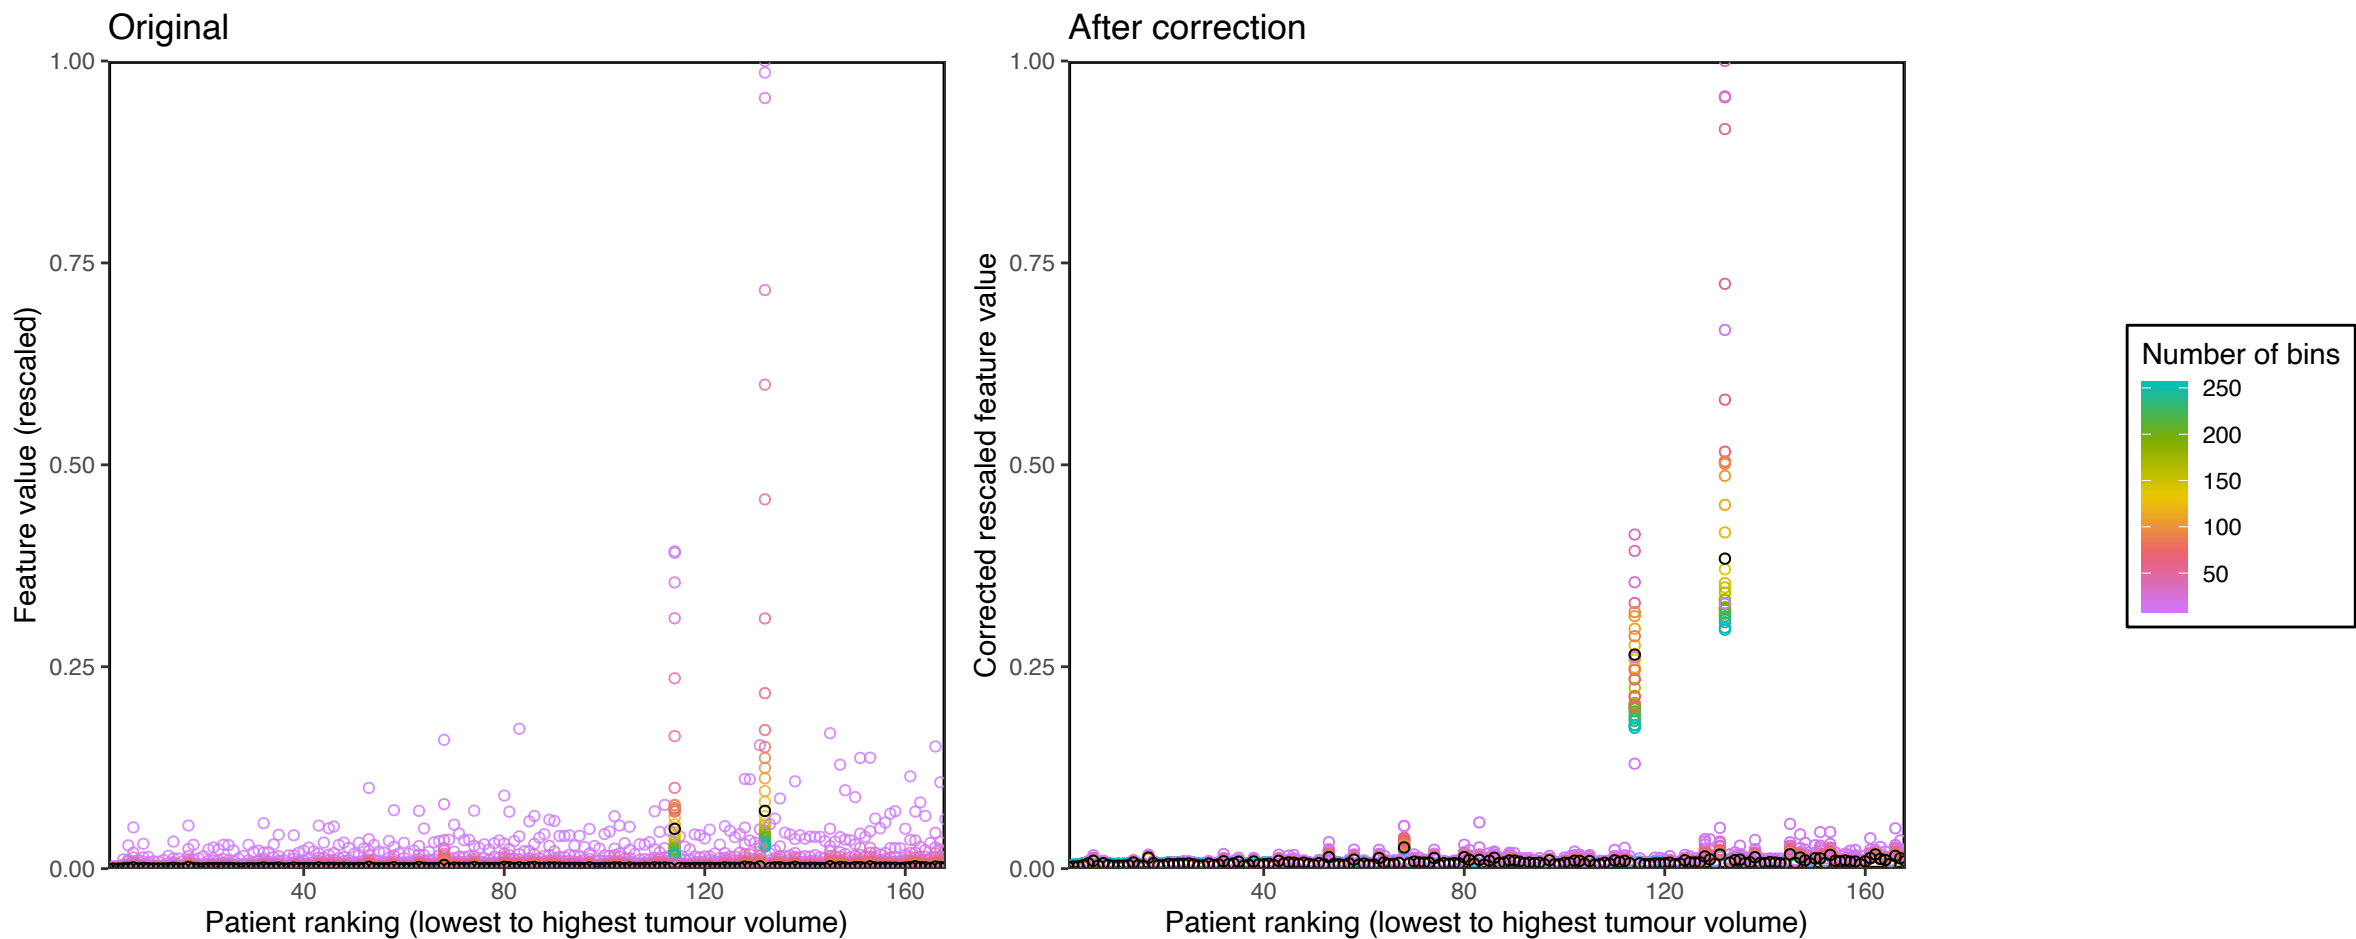 Original
1.00
0.75
0.50
0.25
0.00
Feature value (rescaled)
40 80 120 160
Patient ranking (lowest to highest tumour volume)
After correction
1.00
0.75
0.50
0.25
0.00
Corrected rescaled feature value
40 80 120 160
Patient ranking (lowest to highest tumour volume)
Number of bins
250
200
150
100
50